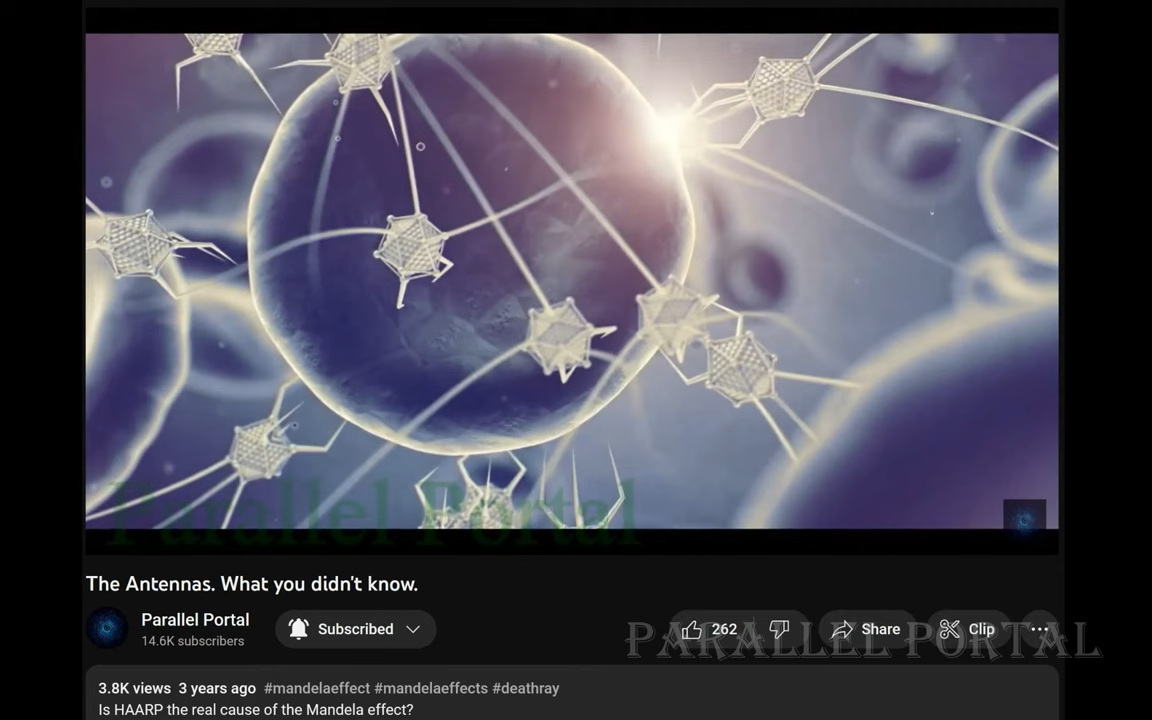 Parallel Portal
The Antennas. What you didn't know.
Parallel Portal
14.6K subscribers
Subscribed
262
Share
Clip
PARALLEL PORTAL
3.8K views 3 years ago #mandelaeffect #mandelaeffects #deathray
Is HAARP the real cause of the Mandela effect?